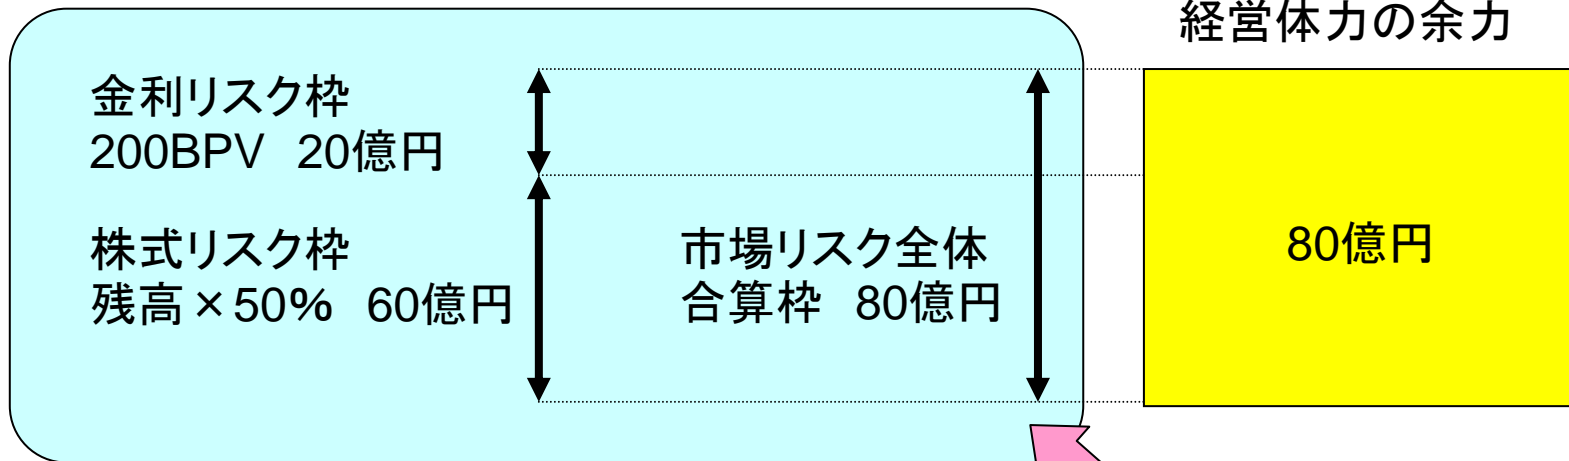 経営体力の余力
金利リスク枠
200BPV 20億円
株式リスク枠
残高×50% 60億円
市場リスク全体
合算枠 80億円
80億円